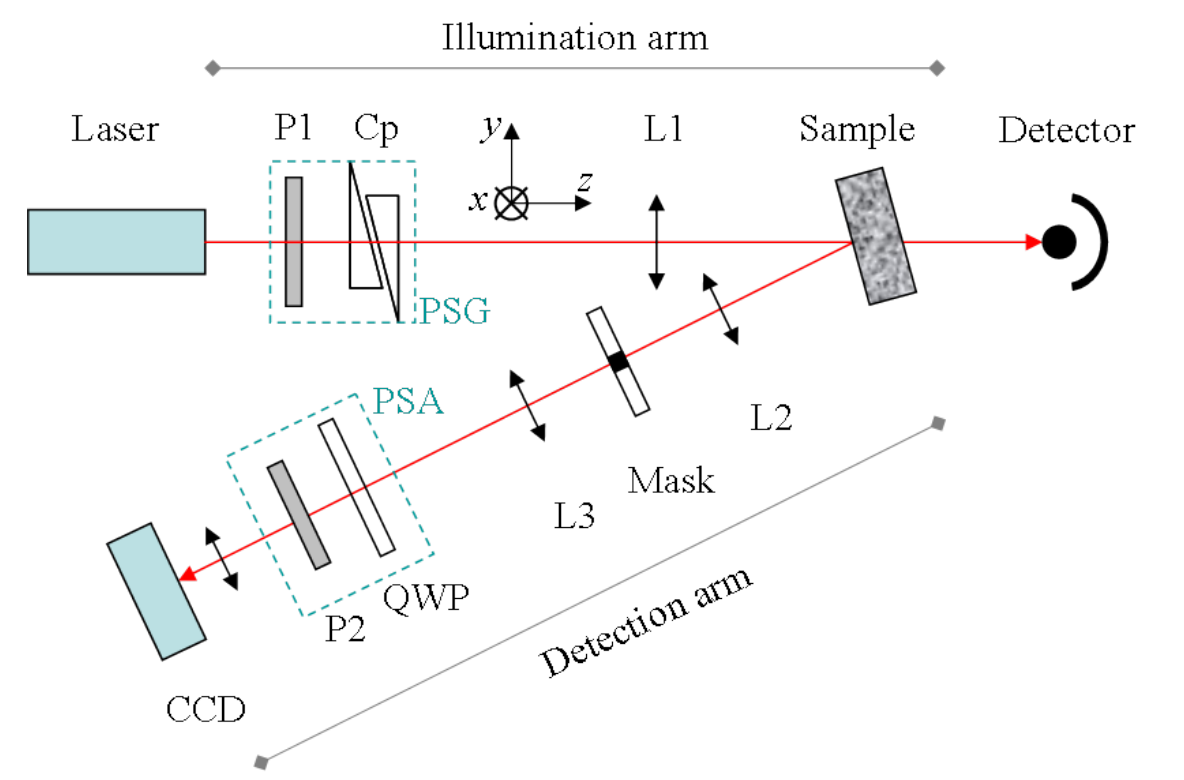 Illumination arm
Laser
P1
Cp
y
L1
Sample
Detector
x
z
PSG
PSA
L2
Mask
L3
QWP
P2
Detection arm
CCD